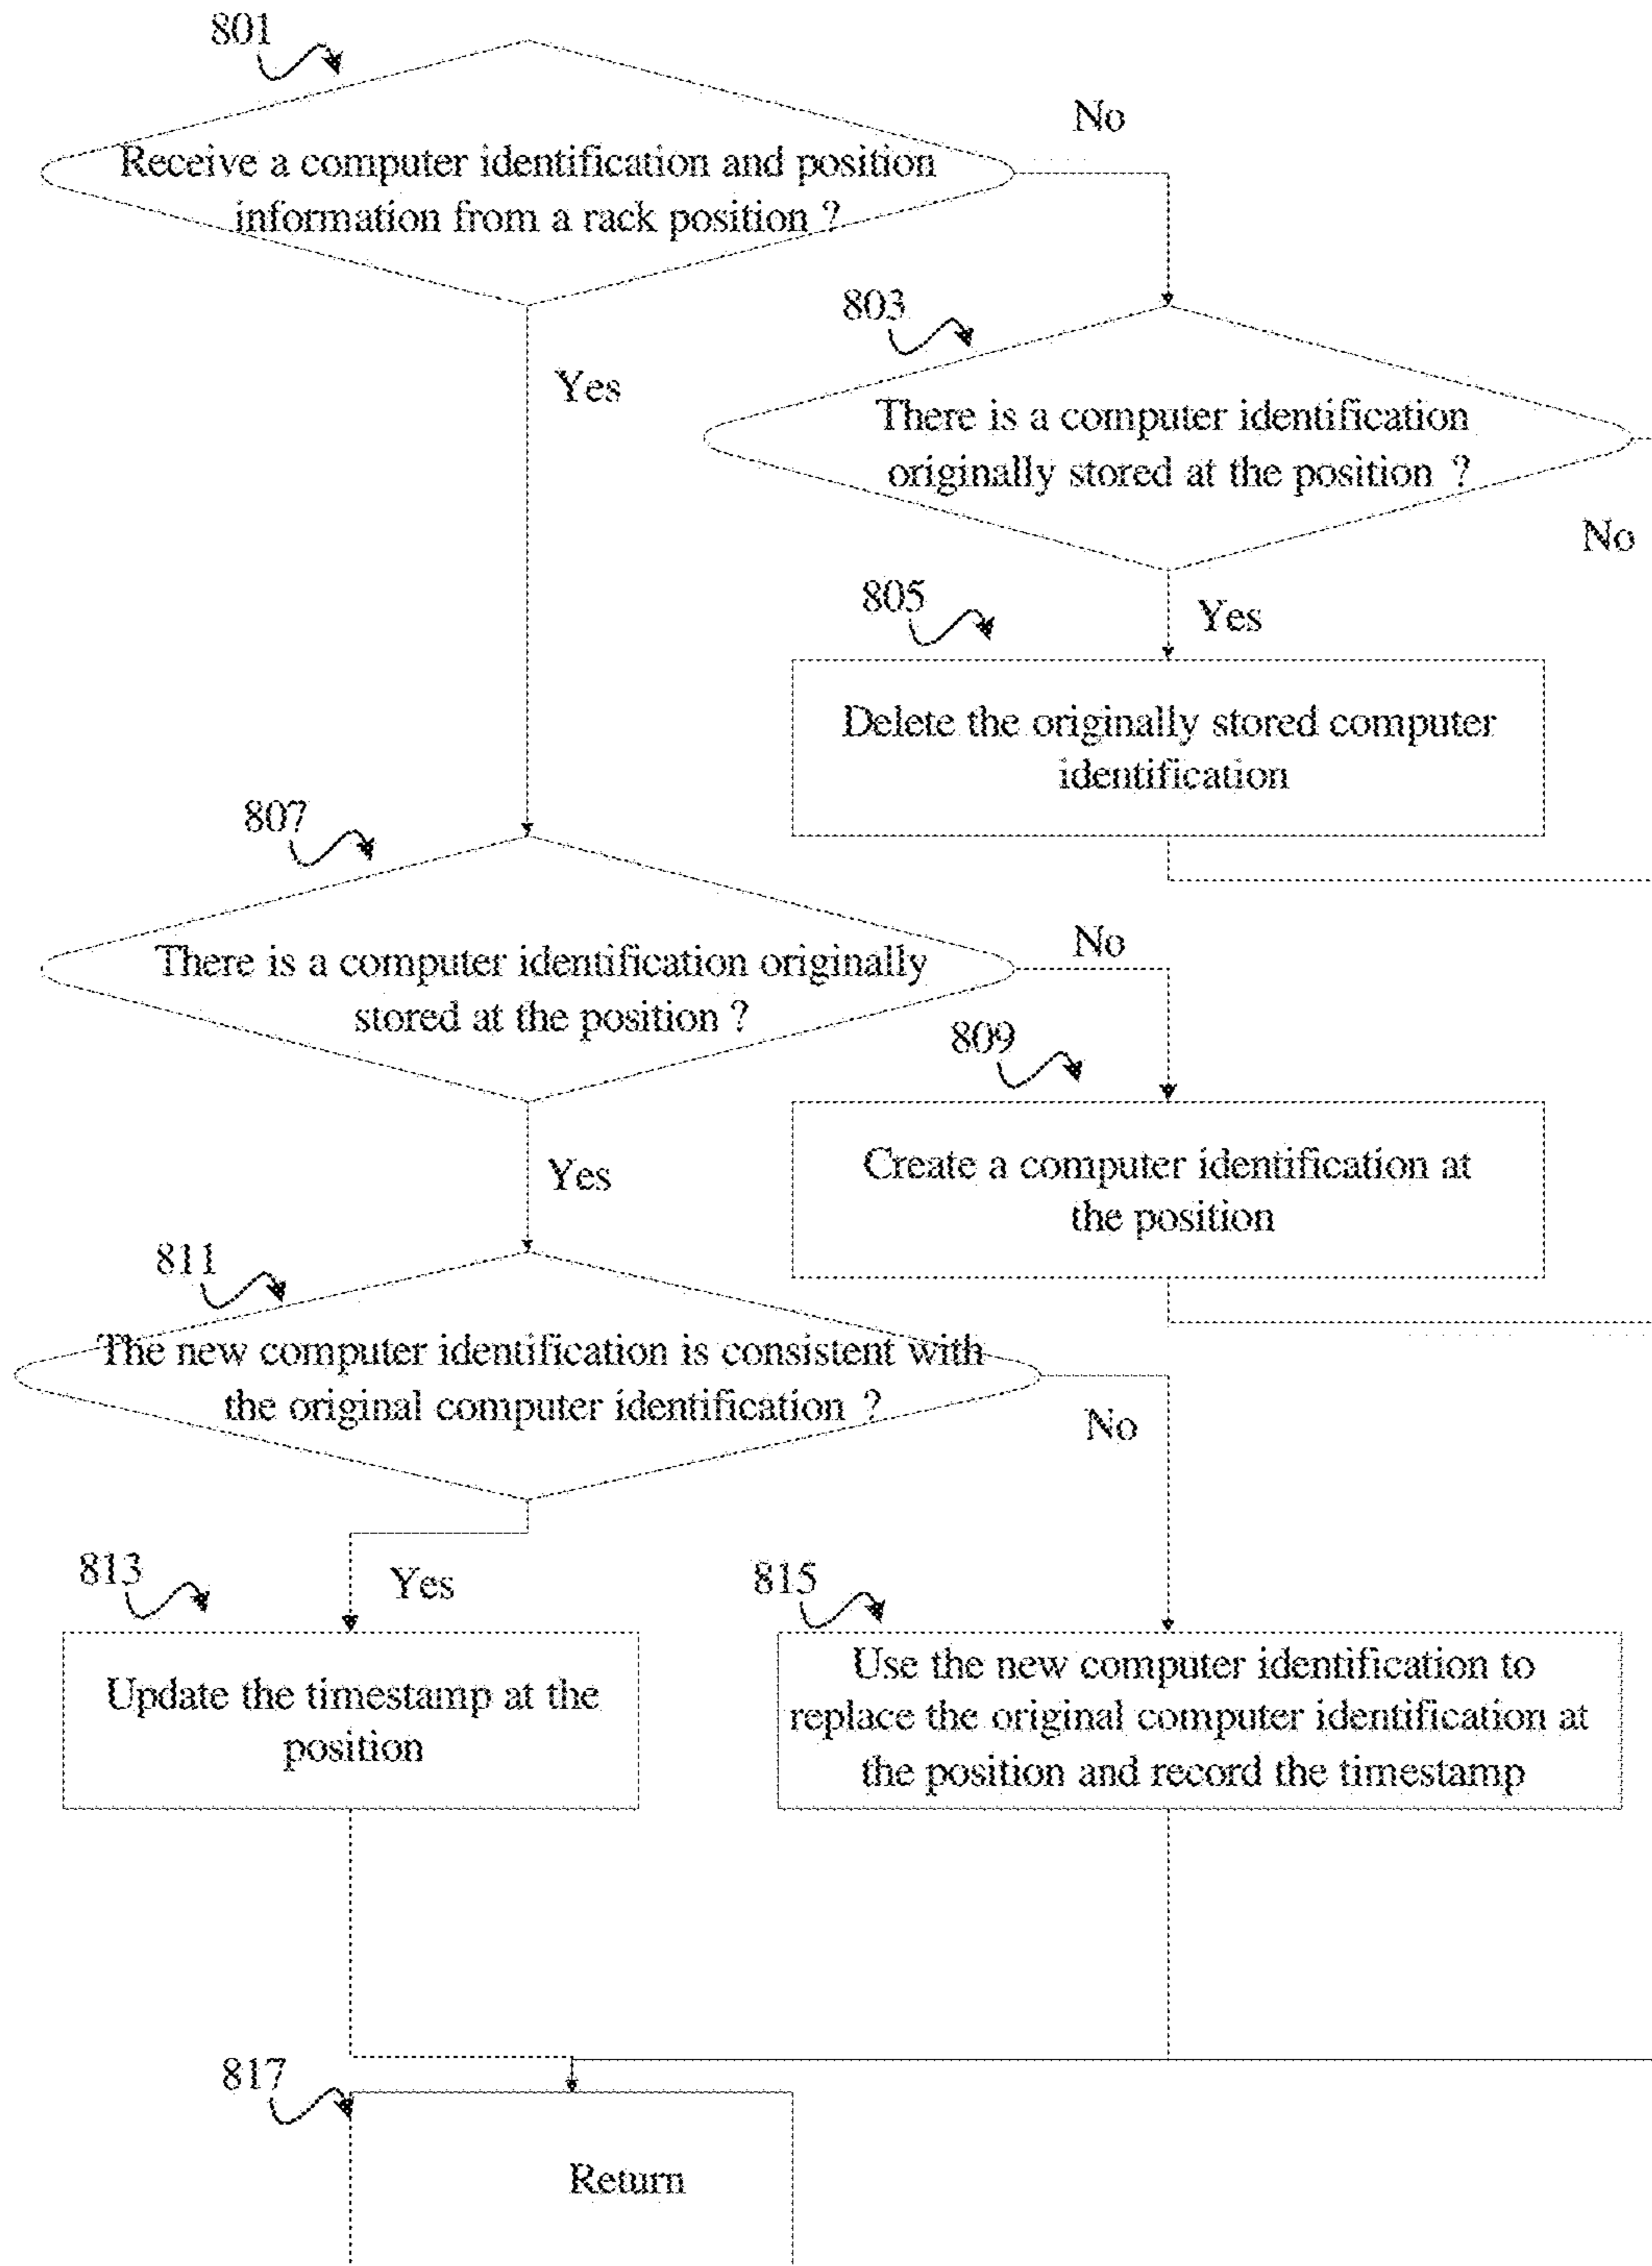 801
No
Receive a computer identification and position
information from a rack position ?
803
Yes
There is a computer identification
originally stored at the position ?
No
805
Yes
Delete the originally stored computer
identification
807
No
There is a computer identification originally
stored at the position ?
809
Yes
Create a computer identification at
the position
811
The new computer identification is consistent with
the original computer identification ?
No
813
Yes
815
Update the timestamp at the
position
Use the new computer identification to
replace the original computer identification at
the position and record the timestamp
817
Return